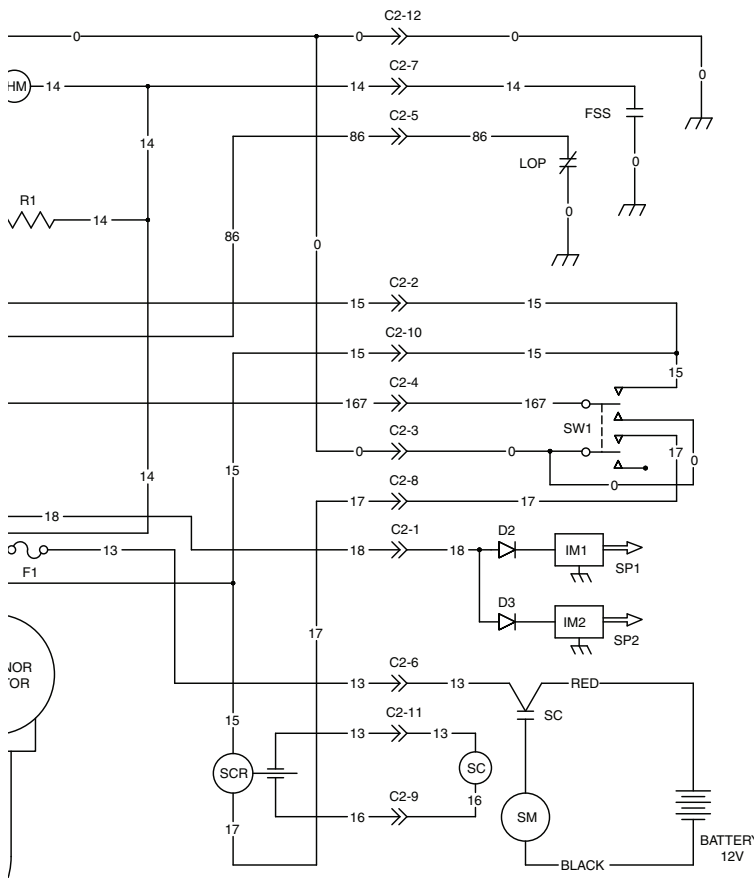 C2-12
0 0 0
C2-7
HM 14 14 14
0
FSS
C2-5
86 86
14
LOP
0
R1
14
0
86
0
C2-2
15 15
C2-10
15 15
15
C2-4
167 167
SW1
C2-3
0 0
17 0
15
14
0
C2-8
17 17
18
C2-1
D2
13
18 18
IM1
SP1
F1
D3
IM2
SP2
17
NOR
TOR
C2-6
13 13
RED
SC
C2-11
15
13 13
SCR
SC
C2-9
16
16 SM
17
BATTERY
12V
BLACK